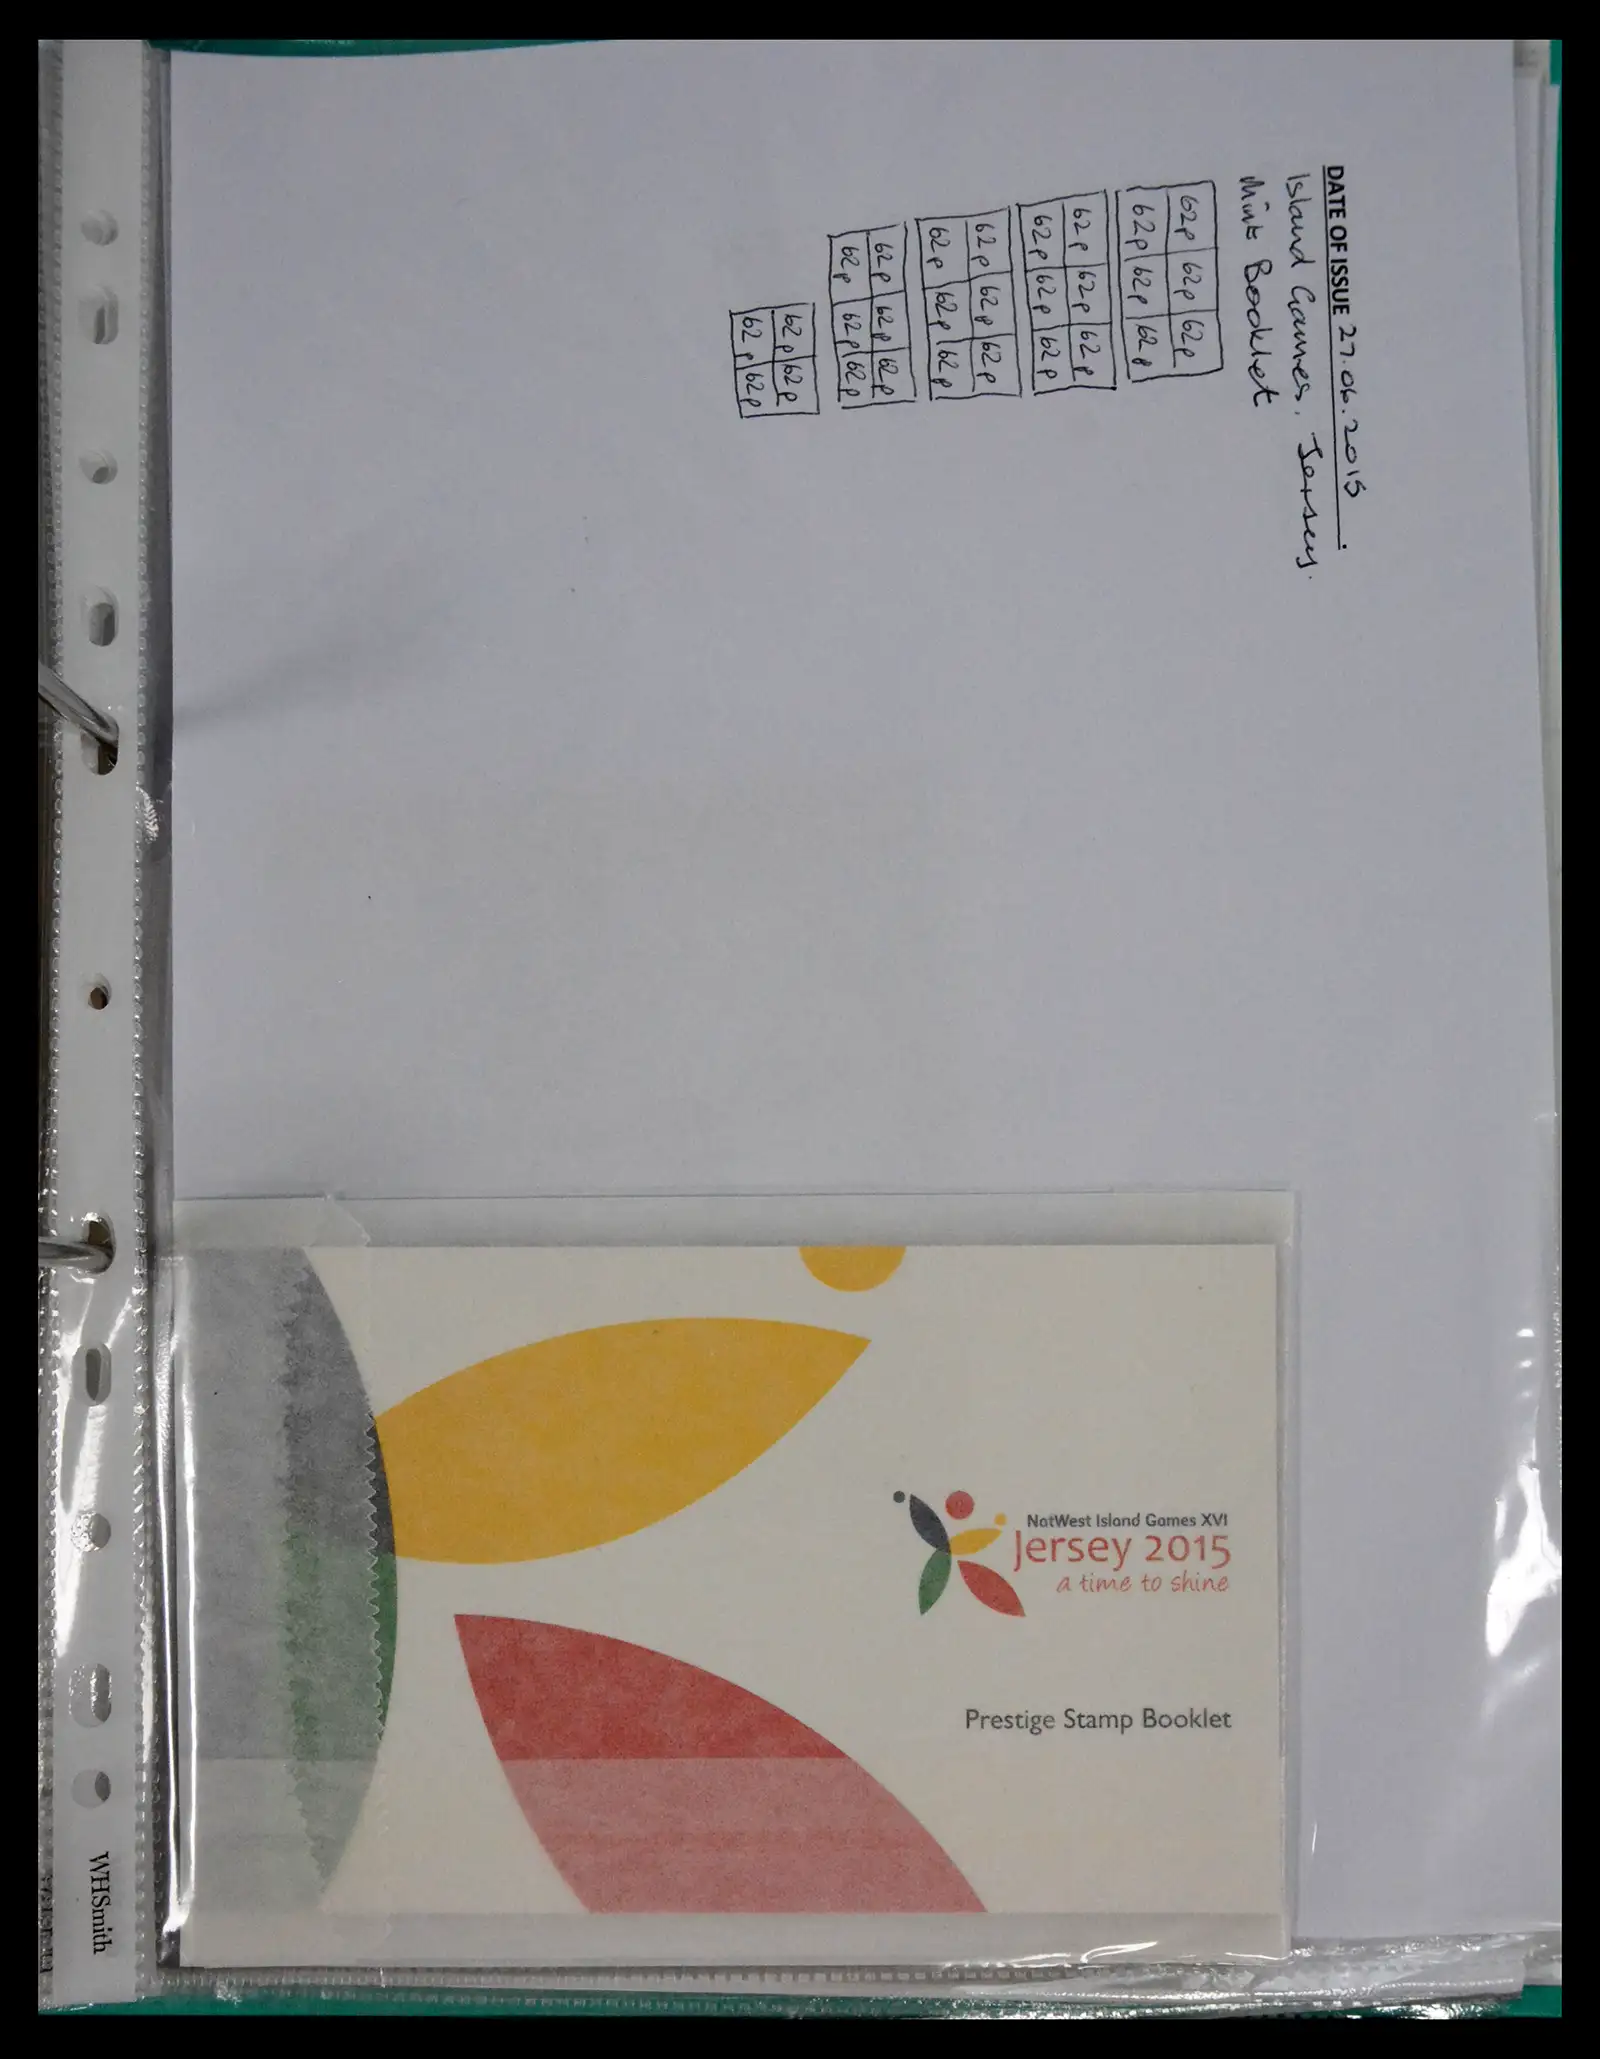 DATE OF ISSUE 27.06.2015
Island Games, Jersey.
Mint Booklet
62p 62p 62p
62p 62p 62p
62p 62p 62p
62p 62p 62p
62p 62p 62p
62p 62p 62p
62p 62p 62p
62p 62p 62p
62p 62p
62p 62p
NatWest Island Games XVI
Jersey 2015
a time to shine
Prestige Stamp Booklet
WHSmith